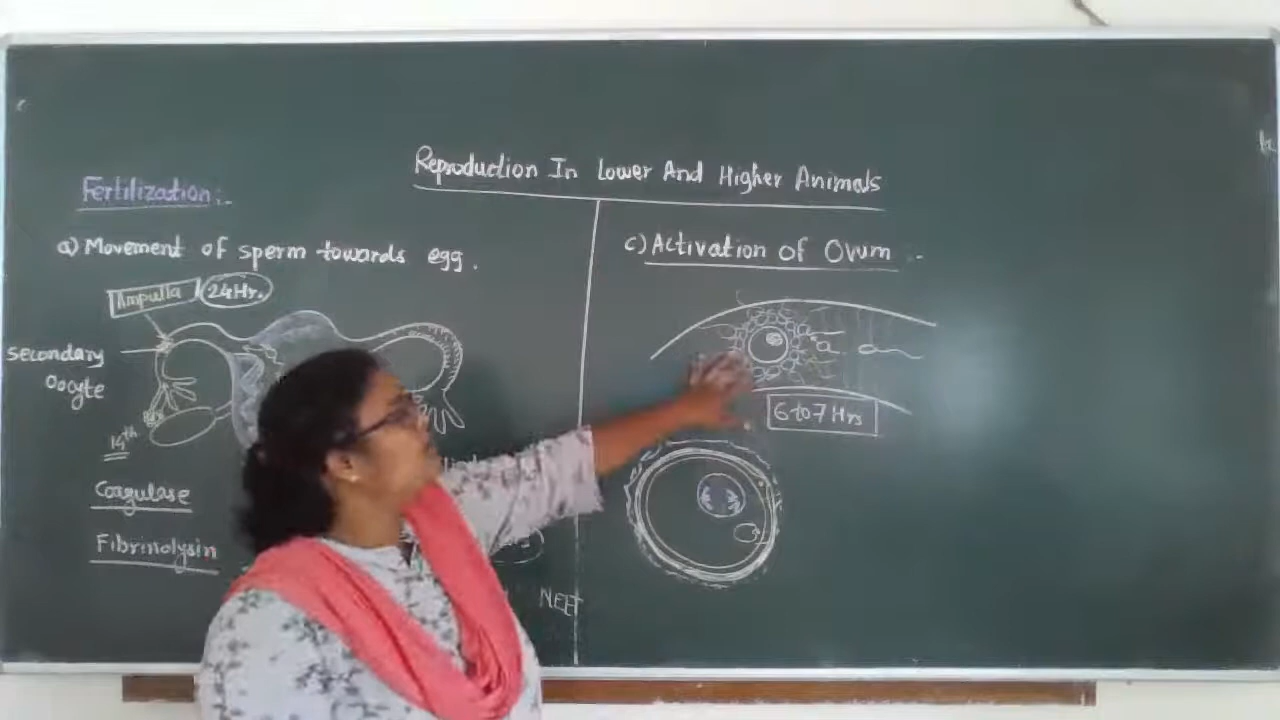 Reproduction In Lower And Higher Animals
Fertilization:-
a) Movement of sperm towards egg.
Ampulla
24Hr.
Secondary
Oocyte
14th
Coagulase
Fibrinolysin
NEET
c) Activation of Ovum :-
6 to 7 Hrs